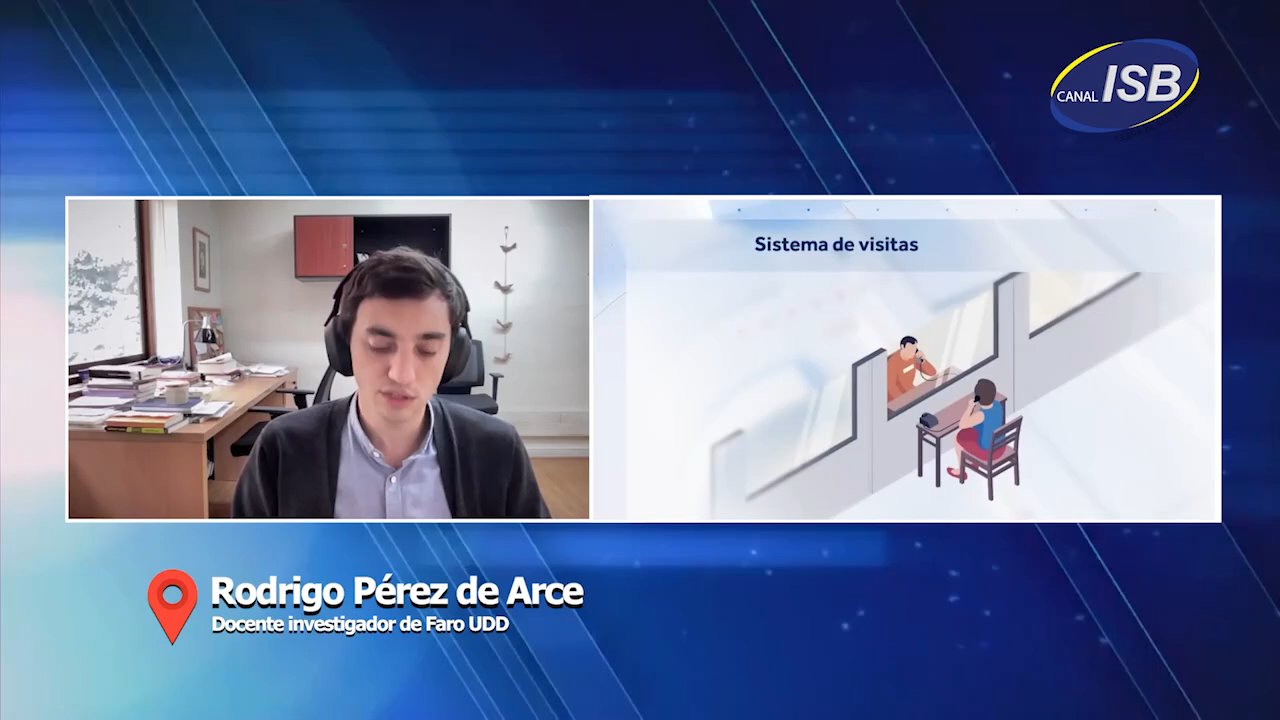 CANAL ISB
Sistema de visitas
Rodrigo Pérez de Arce
Docente investigador de Faro UDD